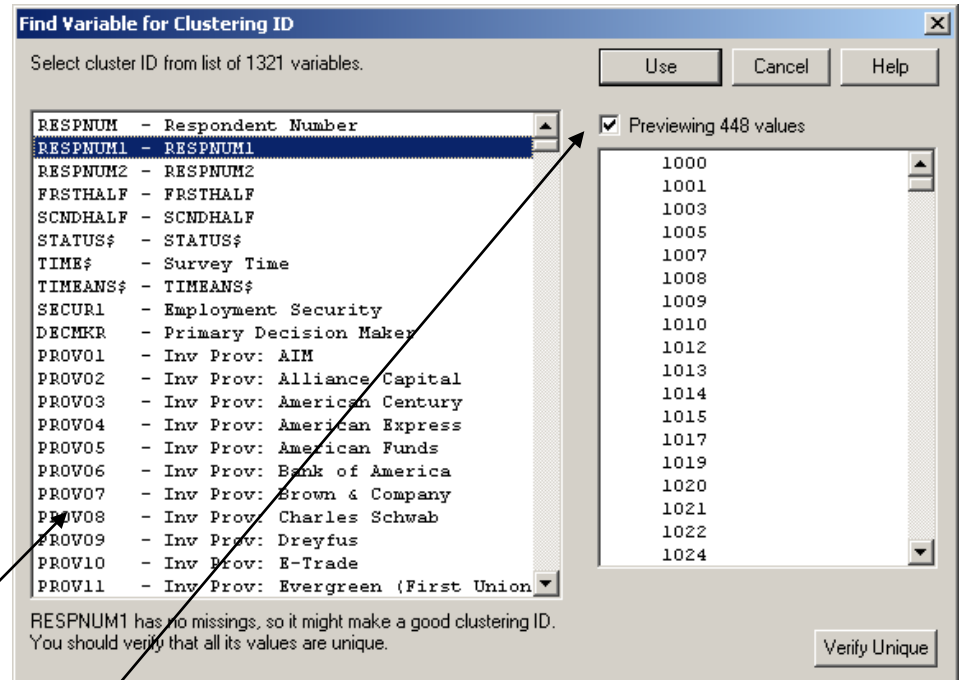 Find Variable for Clustering ID
Select cluster ID from list of 1321 variables.
Use
Cancel
Help
RESPNUM - Respondent Number
RESPNUM1 - RESPNUM1
RESPNUM2 - RESPNUM2
FRSTHALF - FRSTHALF
SCNDHALF - SCNDHALF
STATUS$ - STATUS$
TIME$ - Survey Time
TIMEANS$ - TIMEANS$
SECUR1 - Employment Security
DECMKR - Primary Decision Maker
PROV01 - Inv Prov: AIM
PROV02 - Inv Prov: Alliance Capital
PROV03 - Inv Prov: American Century
PROV04 - Inv Prov: American Express
PROV05 - Inv Prov: American Funds
PROV06 - Inv Prov: Bank of America
PROV07 - Inv Prov: Brown & Company
PROV08 - Inv Prov: Charles Schwab
PROV09 - Inv Prov: Dreyfus
PROV10 - Inv Prov: E-Trade
PROV11 - Inv Prov: Evergreen (First Union
Previewing 448 values
1000
1001
1003
1005
1007
1008
1009
1010
1012
1013
1014
1015
1017
1019
1020
1021
1022
1024
RESPNUM1 has no missings, so it might make a good clustering ID.
You should verify that all its values are unique.
Verify Unique